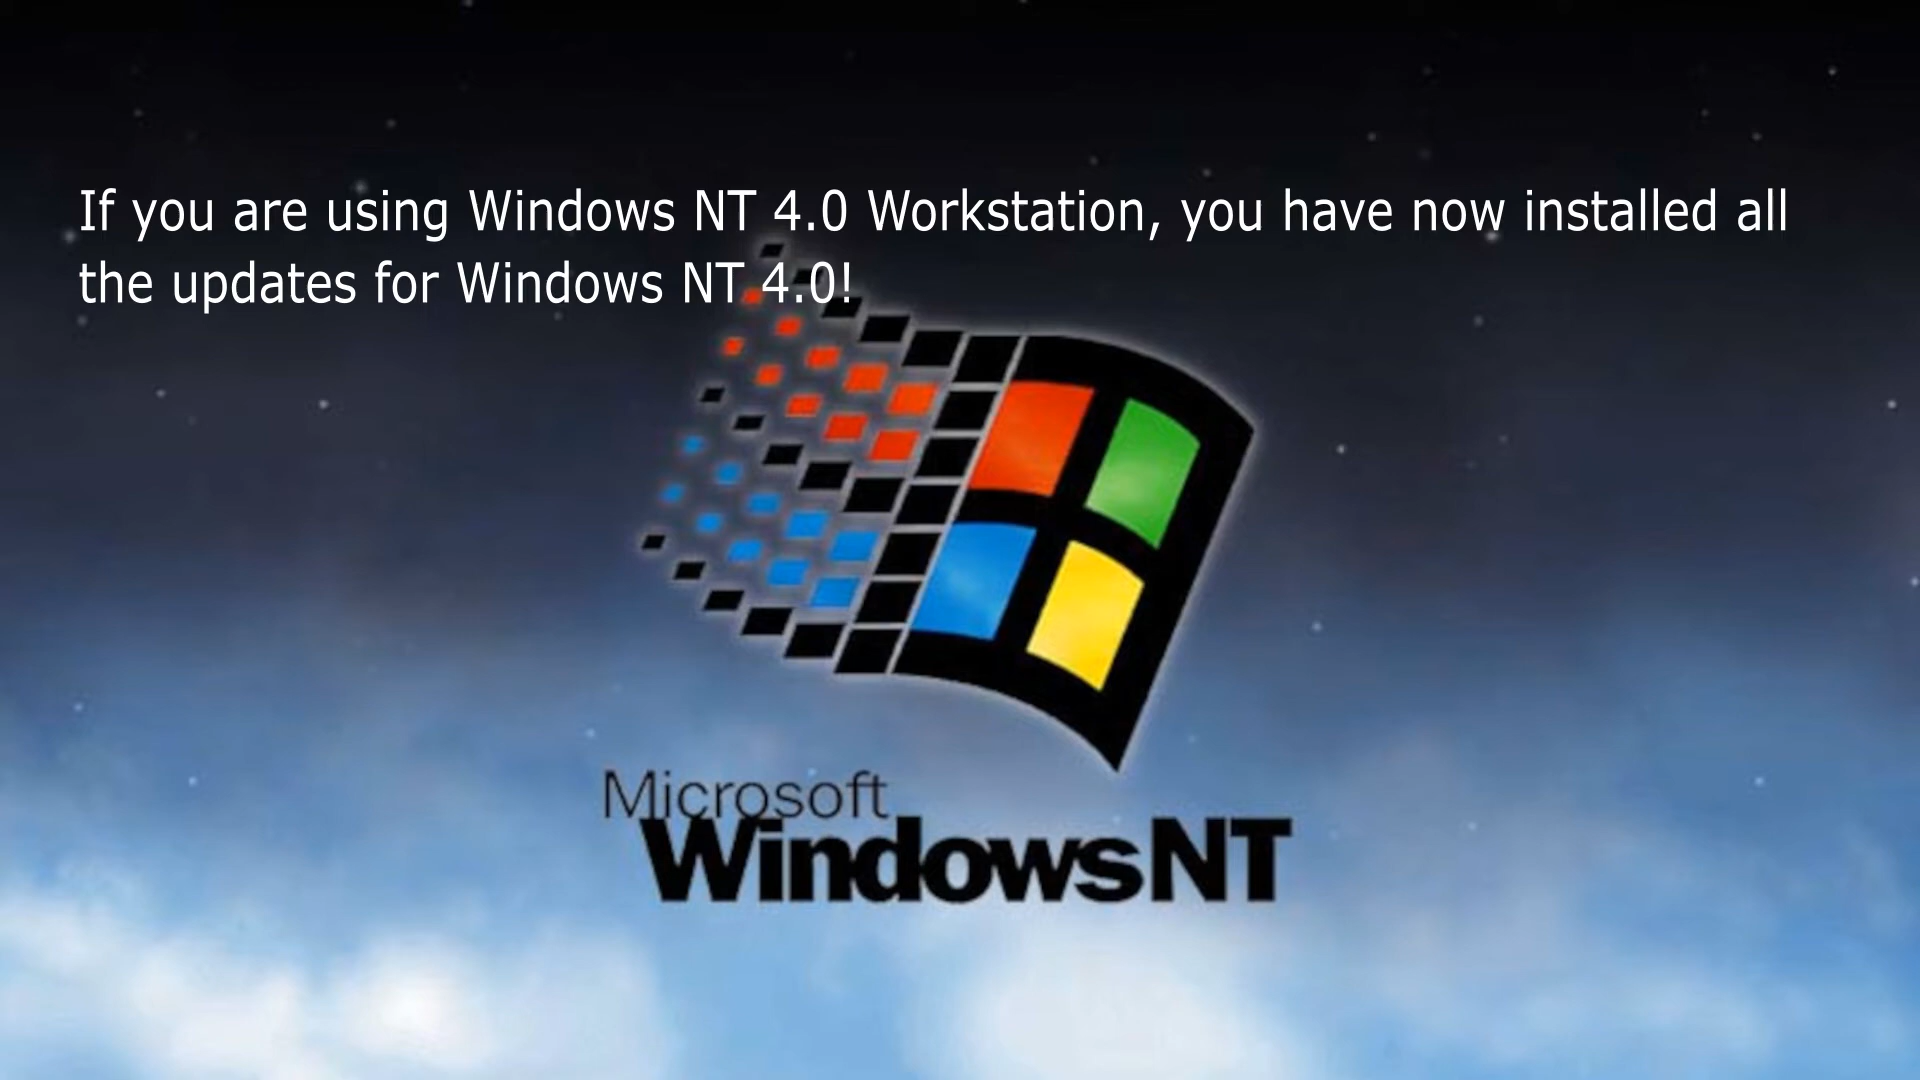 If you are using Windows NT 4.0 Workstation, you have now installed all
the updates for Windows NT 4.0!
Microsoft
WindowsNT